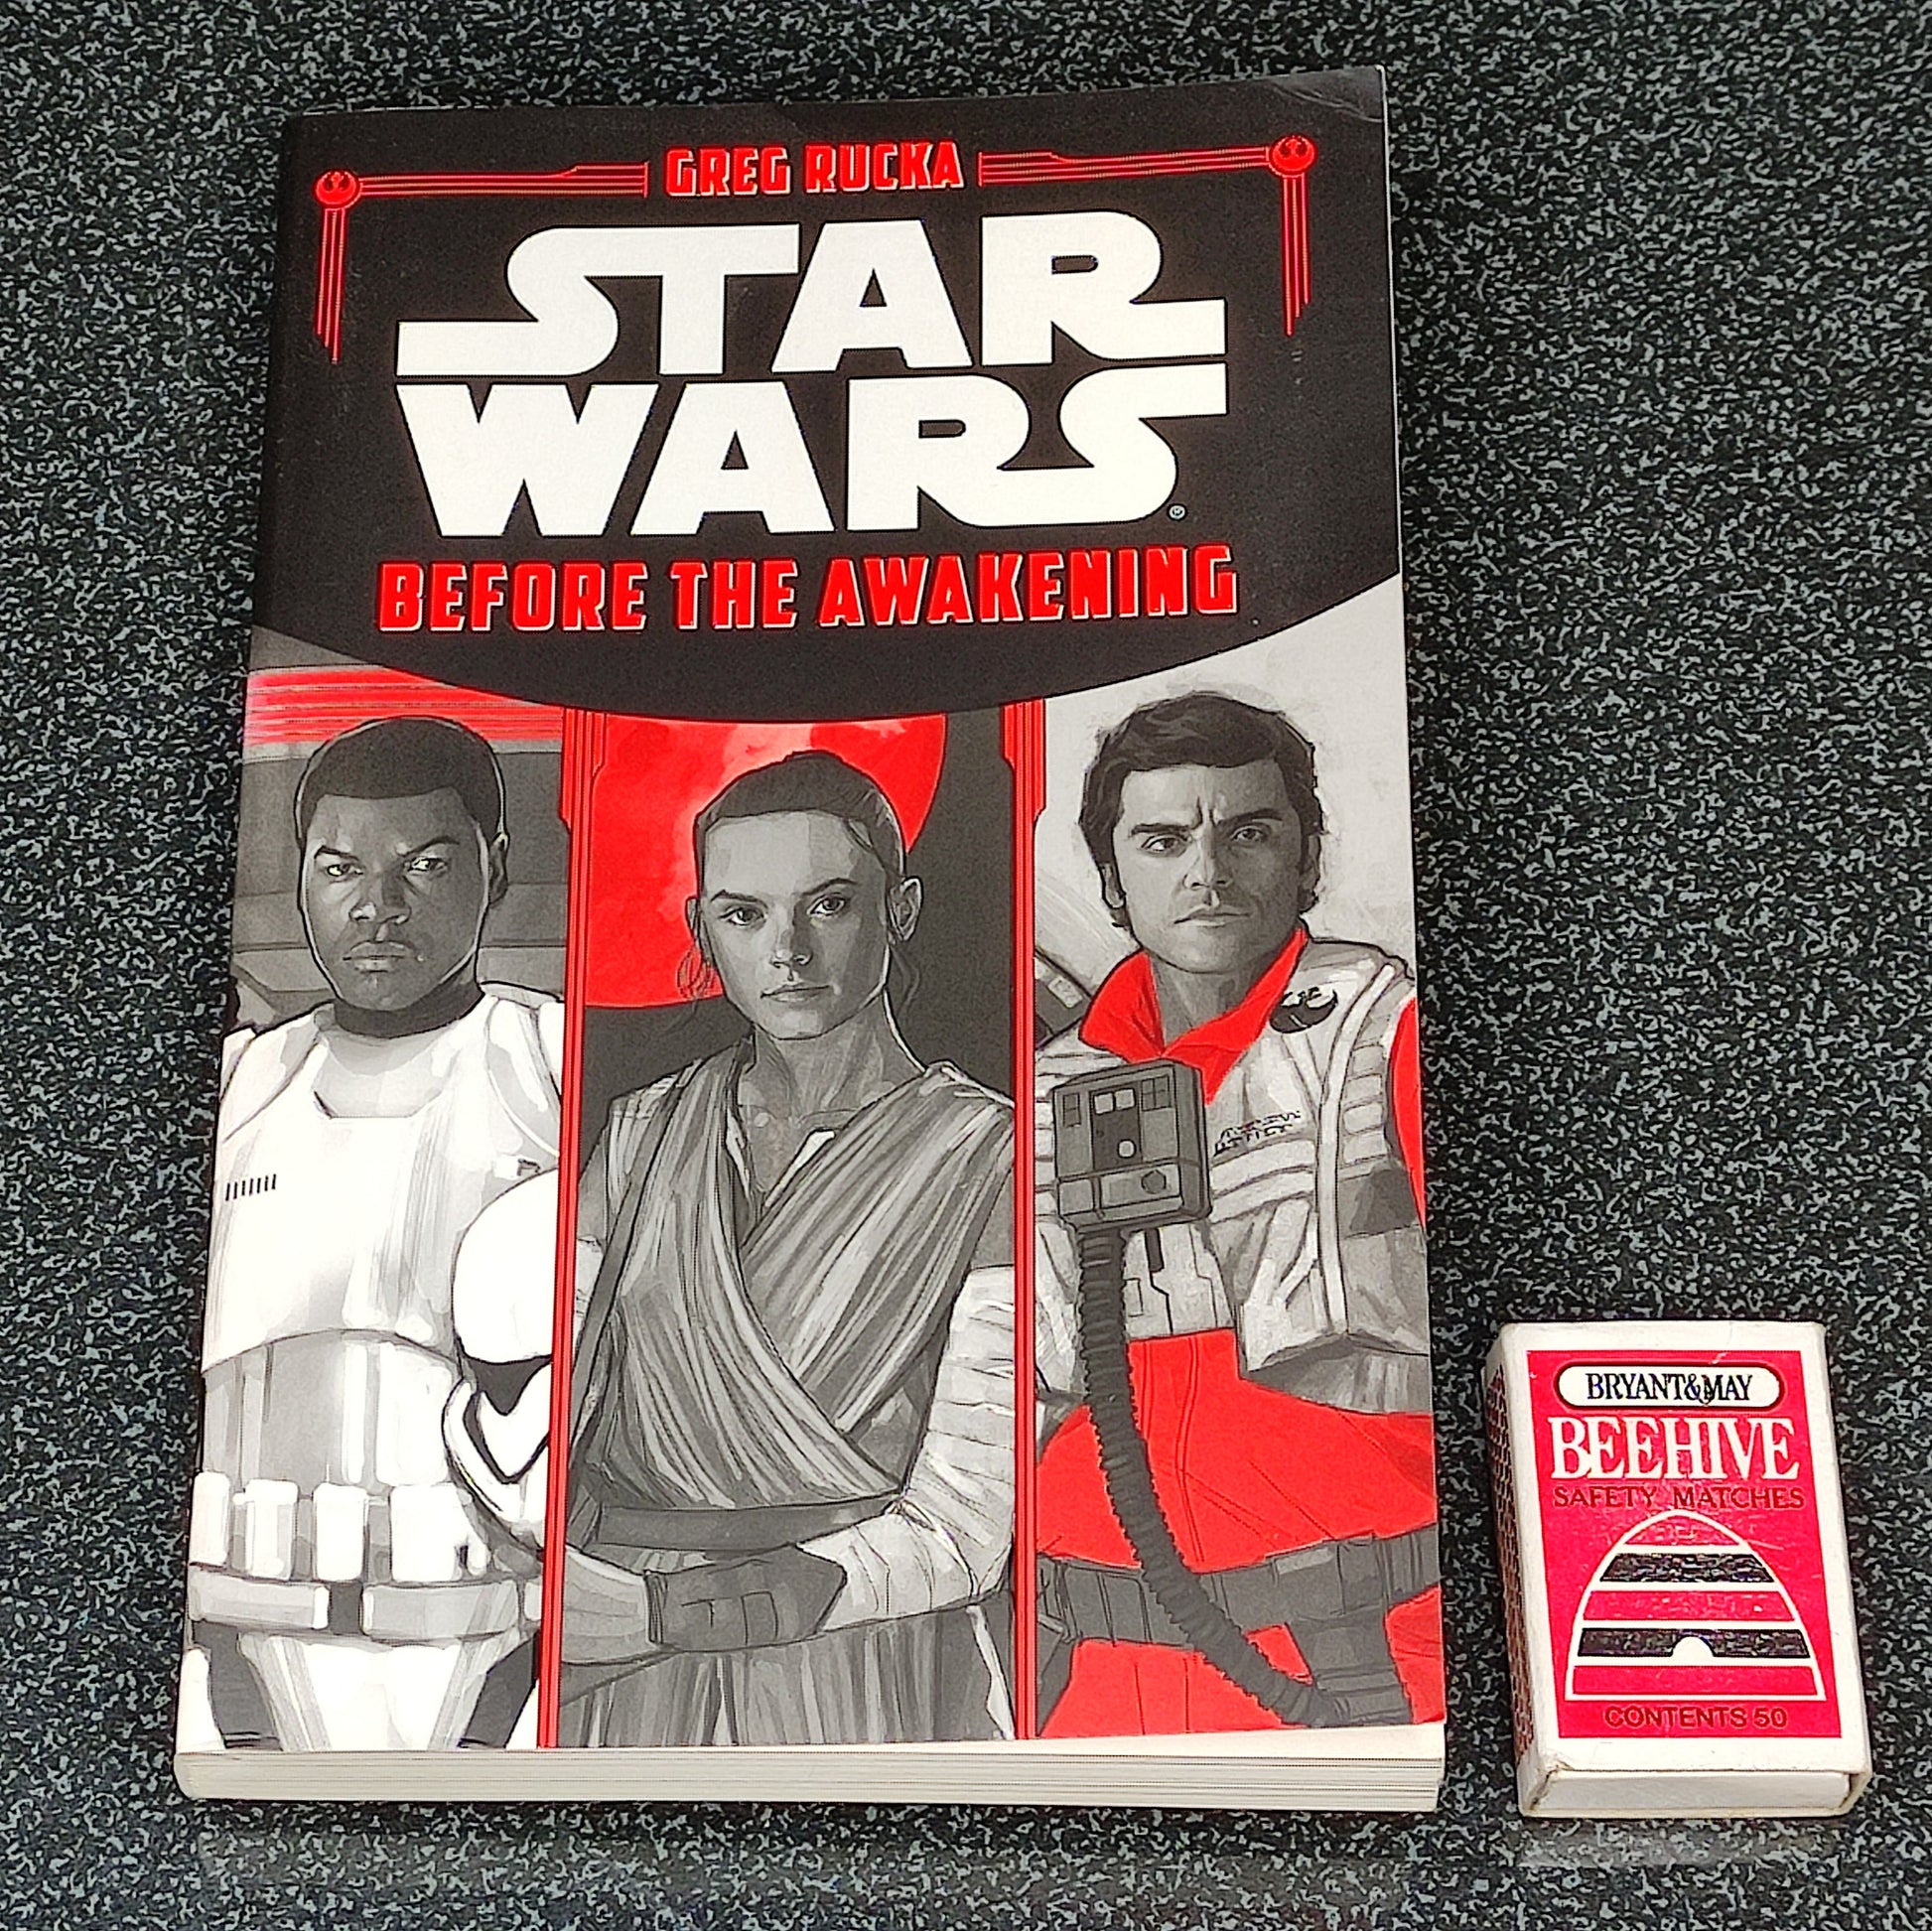 GREG RUCKA
STAR
WARS®
BEFORE THE AWAKENING
BRYANT&MAY
BEEHIVE
SAFETY MATCHES
CONTENTS 50